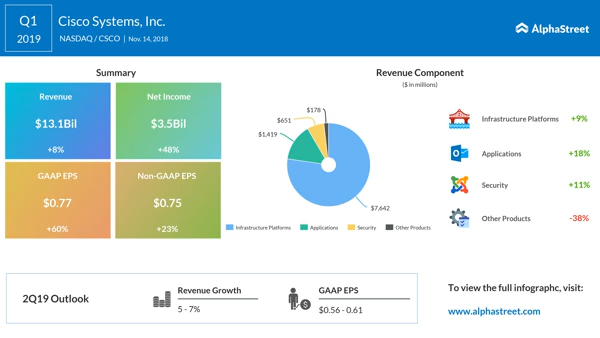 Q1
2019
Cisco Systems, Inc.
NASDAQ / CSCO | Nov. 14, 2018
AlphaStreet
Summary
Revenue
$13.1Bil
+8%
Net Income
$3.5Bil
+48%
GAAP EPS
$0.77
+60%
Non-GAAP EPS
$0.75
+23%
Revenue Component
($ in millions)
$178
$651
$1,419
$7,642
Infrastructure Platforms Applications Security Other Products
Infrastructure Platforms +9%
Applications +18%
Security +11%
Other Products -38%
2Q19 Outlook
Revenue Growth
5 - 7%
GAAP EPS
$0.56 - 0.61
To view the full infographc, visit:
www.alphastreet.com